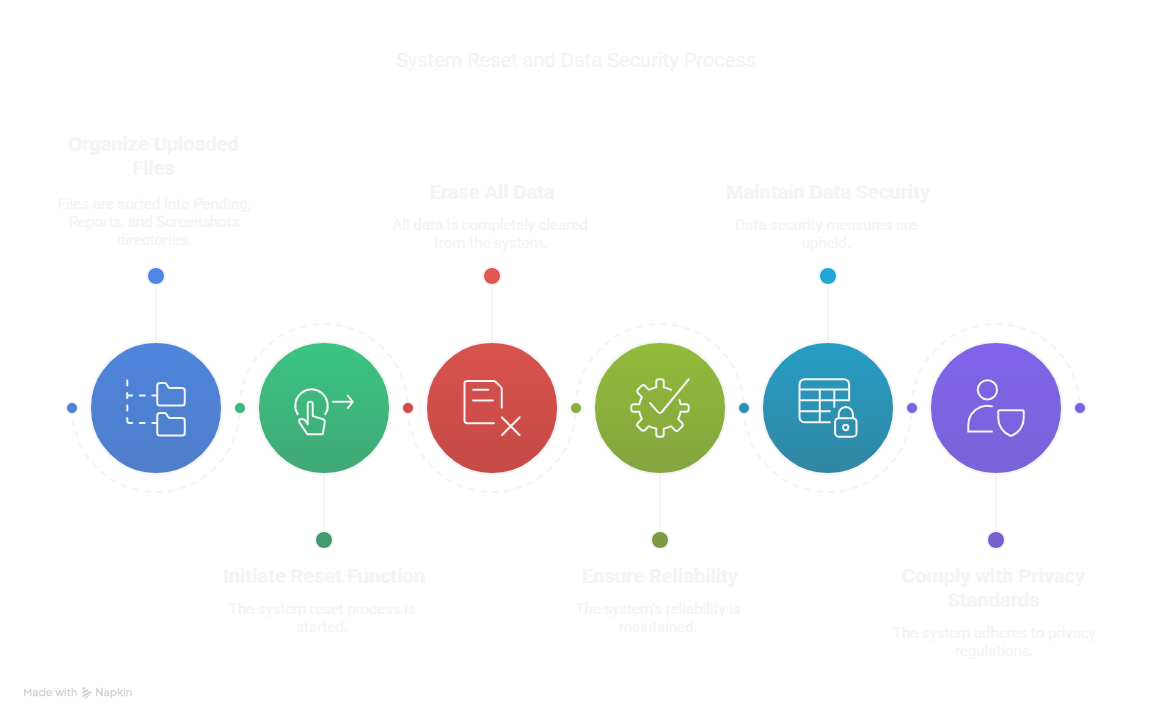 System Reset and Data Security Process
Organize Uploaded
Files
Files are sorted into Pending,
Reports, and Screenshots
directories.
Initiate Reset Function
The system reset process is
started.
Erase All Data
All data is completely cleared
from the system.
Ensure Reliability
The system's reliability is
maintained.
Maintain Data Security
Data security measures are
upheld.
Comply with Privacy
Standards
The system adheres to privacy
regulations.
Made with Napkin